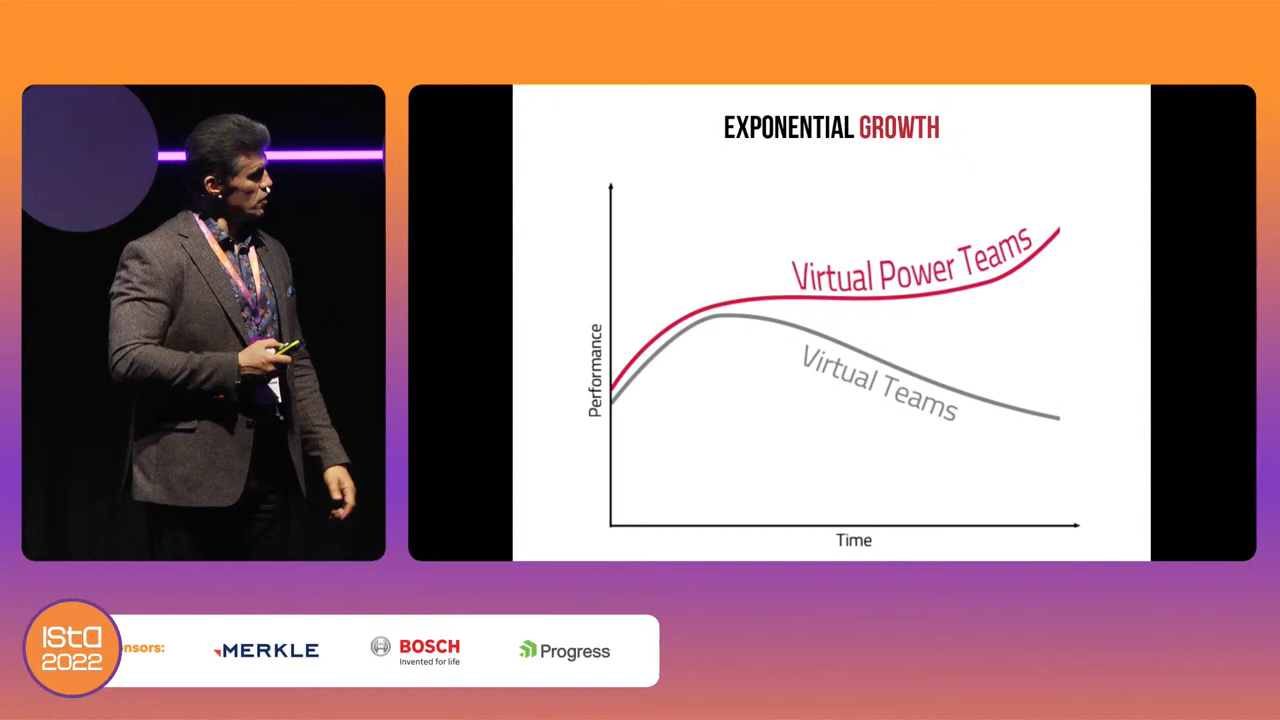 EXPONENTIAL GROWTH
Virtual Power Teams
Virtual Teams
Performance
Time
ISta
2022
nsors:
MERKLE
BOSCH
Invented for life
Progress